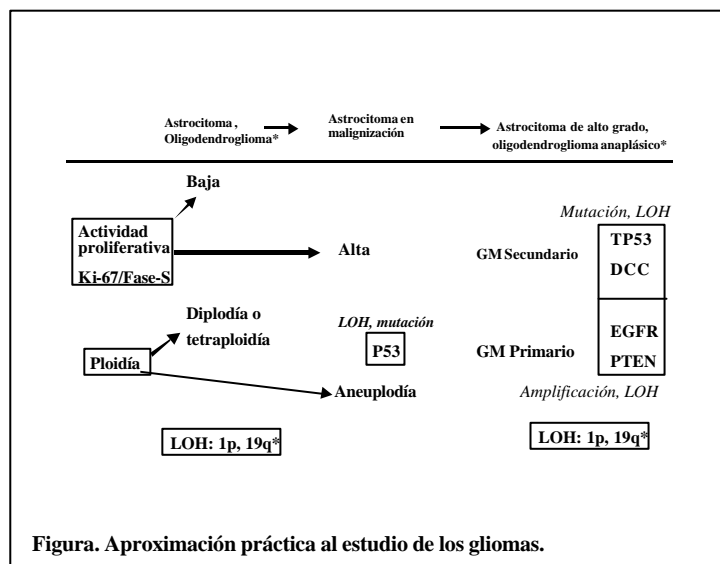 Astrocitoma ,
Oligodendroglioma*
Astrocitoma en
malignización
Astrocitoma de alto grado,
oligodendroglioma anaplásico*
Baja
Actividad
proliferativa
Ki-67/Fase-S
Alta
Diplodía o
tetraploidía
Ploidía
Aneuplodía
LOH, mutación
P53
Mutación, LOH
GM Secundario
TP53
DCC
GM Primario
EGFR
PTEN
Amplificación, LOH
LOH: 1p, 19q*
LOH: 1p, 19q*
Figura. Aproximación práctica al estudio de los gliomas.